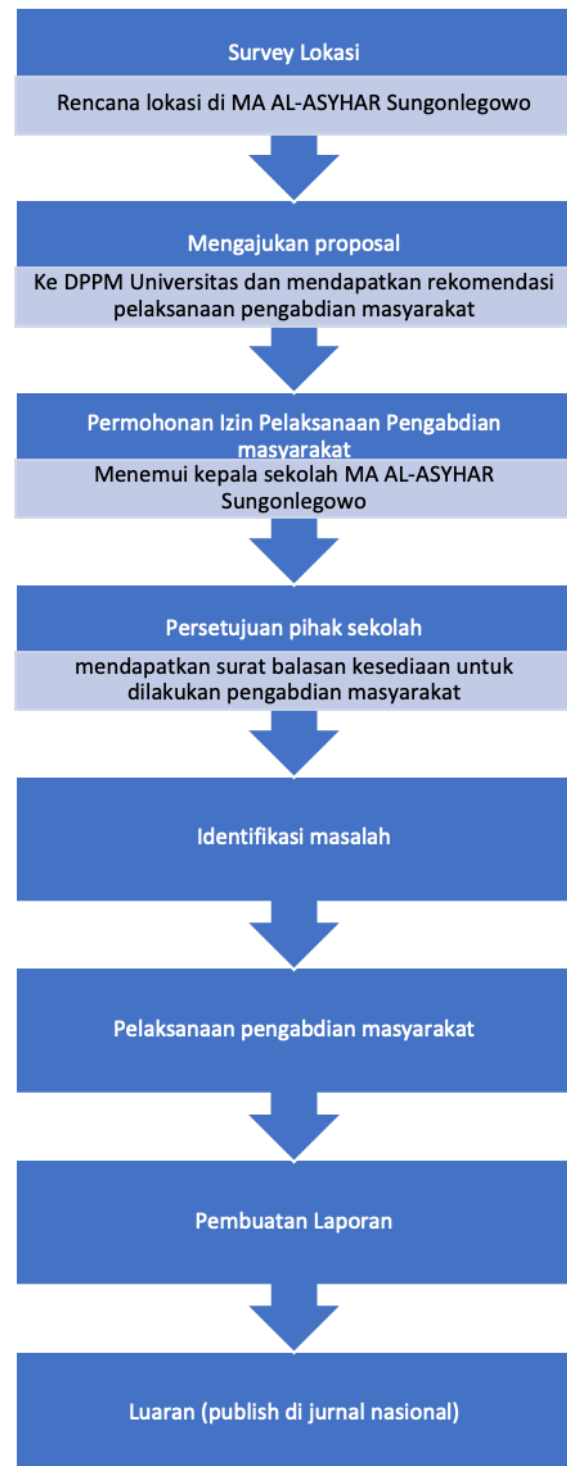 Survey Lokasi
Rencana lokasi di MA AL-ASYHAR Sungonlegowo
Mengajukan proposal
Ke DPPM Universitas dan mendapatkan rekomendasi
pelaksanaan pengabdian masyarakat
Permohonan Izin Pelaksanaan Pengabdian
masyarakat
Menemui kepala sekolah MA AL-ASYHAR
Sungonlegowo
Persetujuan pihak sekolah
mendapatkan surat balasan kesediaan untuk
dilakukan pengabdian masyarakat
Identifikasi masalah
Pelaksanaan pengabdian masyarakat
Pembuatan Laporan
Luaran (publish di jurnal nasional)